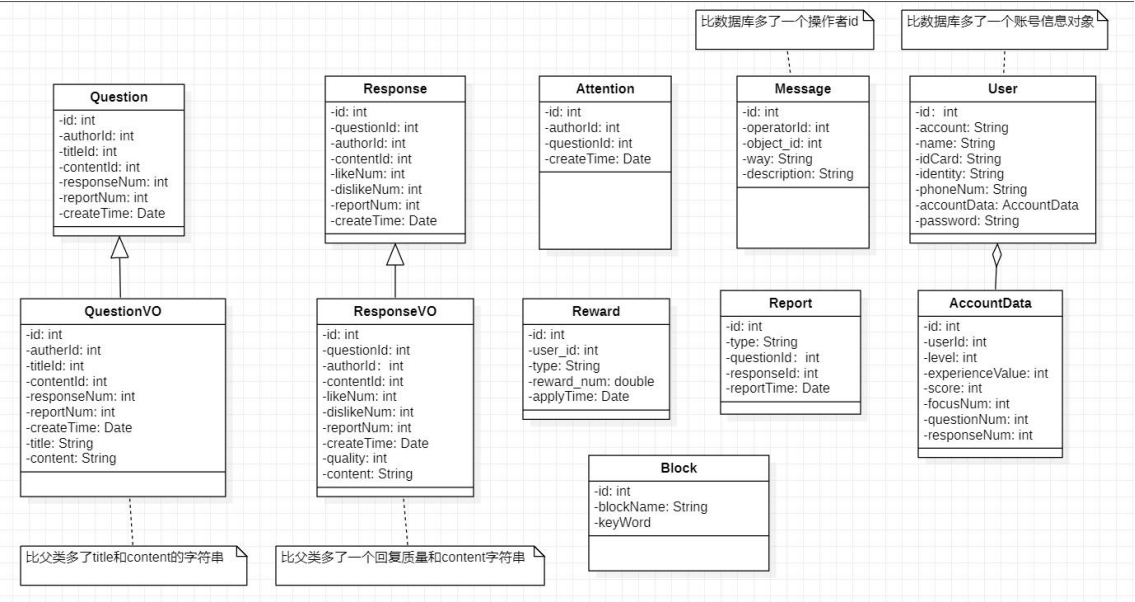 比数据库多了一个操作者id
比数据库多了一个账号信息对象
Question
-id: int
-authorId: int
-titleId: int
-contentId: int
-responseNum: int
-reportNum: int
-createTime: Date
Response
-id: int
-questionId: int
-authorId: int
-contentId: int
-likeNum: int
-dislikeNum: int
-reportNum: int
-createTime: Date
Attention
-id: int
-authorId: int
-questionId: int
-createTime: Date
Message
-id: int
-operatorId: int
-object_id: int
-way: String
-description: String
User
-id：int
-account: String
-name: String
-idCard: String
-identity: String
-phoneNum: String
-accountData: AccountData
-password: String
QuestionVO
-id: int
-autherId: int
-titleId: int
-contentId: int
-responseNum: int
-reportNum: int
-createTime: Date
-title: String
-content: String
ResponseVO
-id: int
-questionId: int
-authorId：int
-contentId: int
-likeNum: int
-dislikeNum: int
-reportNum: int
-createTime: Date
-quality: int
-content: String
Reward
-id: int
-user_id: int
-type: String
-reward_num: double
-applyTime: Date
Report
-id: int
-type: String
-questionId：int
-responseId: int
-reportTime: Date
AccountData
-id: int
-userId: int
-level: int
-experienceValue: int
-score: int
-focusNum: int
-questionNum: int
-responseNum: int
Block
-id: int
-blockName: String
-keyWord
比父类多了title和content的字符串
比父类多了一个回复质量和content字符串